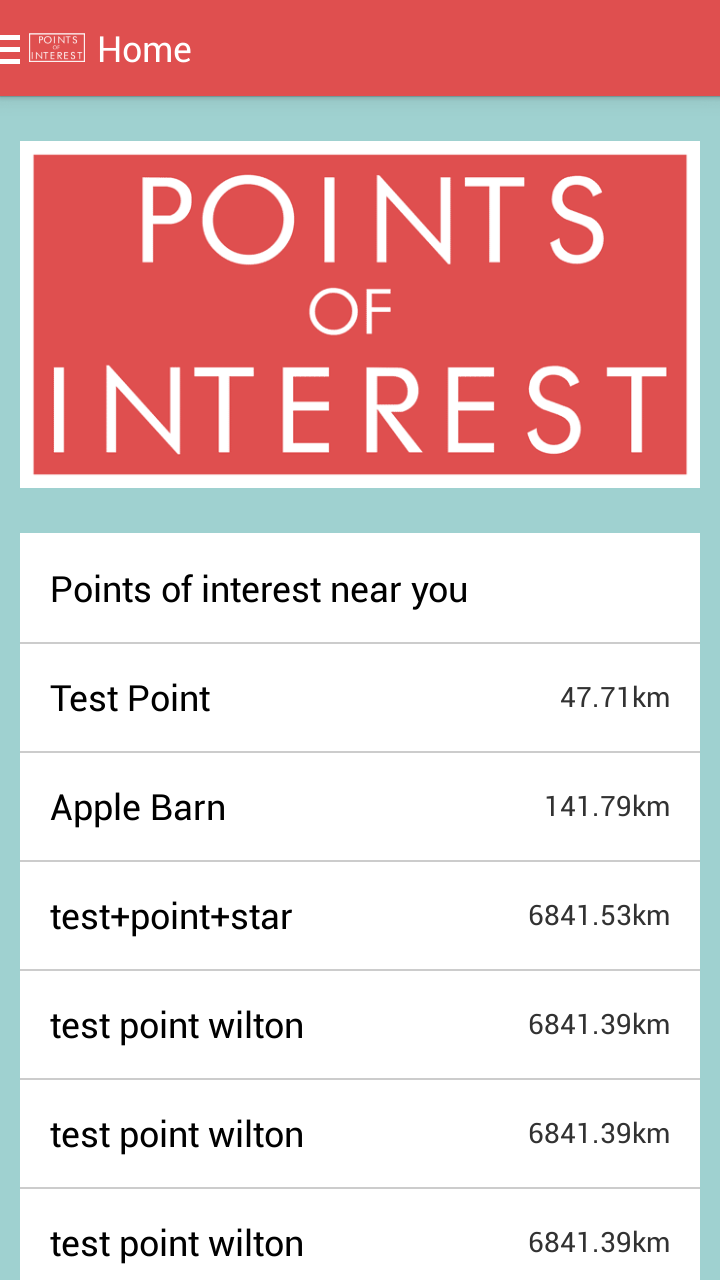 POINTS
OF
INTEREST
Home
POINTS
OF
INTEREST
Points of interest near you
Test Point 47.71km
Apple Barn 141.79km
test+point+star 6841.53km
test point wilton 6841.39km
test point wilton 6841.39km
test point wilton 6841.39km